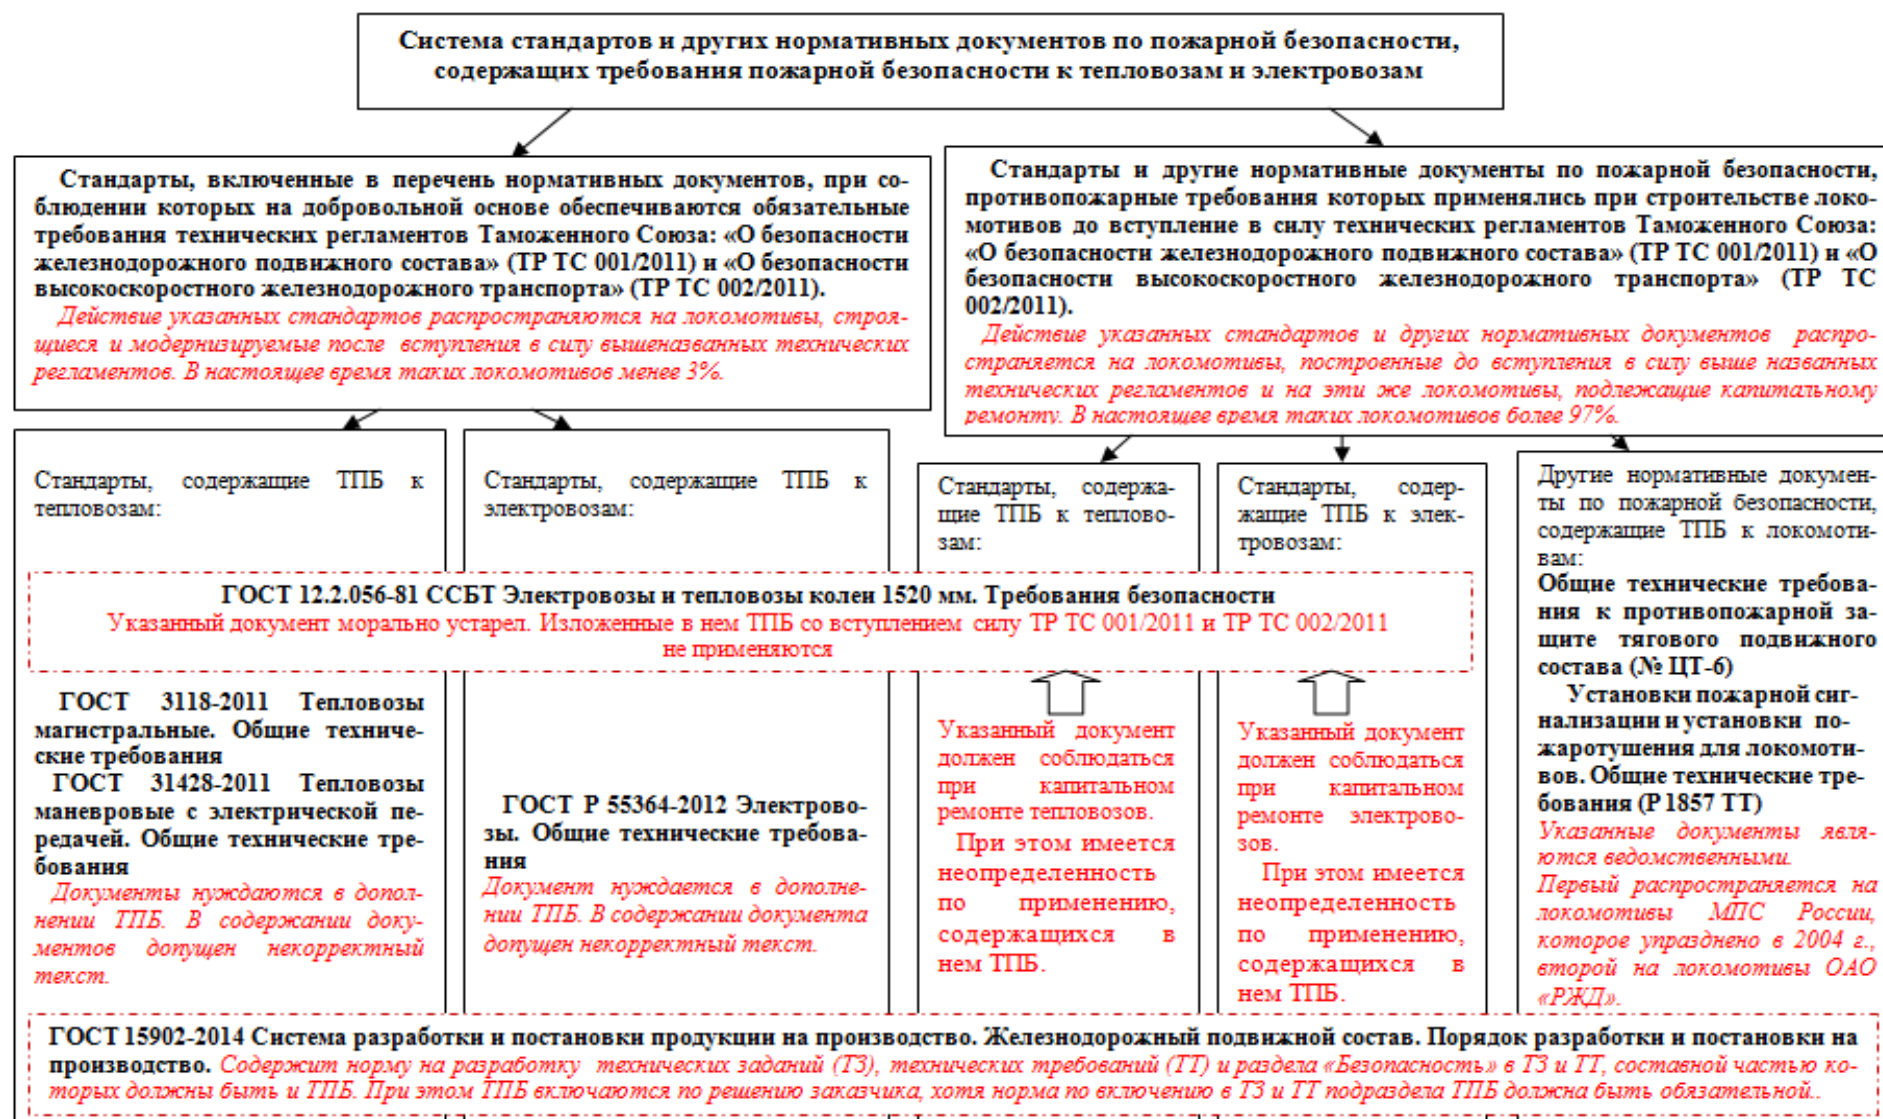 Система стандартов и других нормативных документов по пожарной безопасности,
содержащих требования пожарной безопасности к тепловозам и электровозам
Стандарты, включенные в перечень нормативных документов, при со-
блюдении которых на добровольной основе обеспечиваются обязательные
требования технических регламентов Таможенного Союза: «О безопасности
железнодорожного подвижного состава» (ТР ТС 001/2011) и «О безопасности
высокоскоростного железнодорожного транспорта» (ТР ТС 002/2011).
Действие указанных стандартов распространяются на локомотивы, строя-
щиеся и модернизируемые после вступления в силу вышеназванных технических
регламентов. В настоящее время таких локомотивов менее 3%.
Стандарты и другие нормативные документы по пожарной безопасности,
противопожарные требования которых применялись при строительстве локо-
мотивов до вступление в силу технических регламентов Таможенного Союза:
«О безопасности железнодорожного подвижного состава» (ТР ТС 001/2011) и «О
безопасности высокоскоростного железнодорожного транспорта» (ТР ТС
002/2011).
Действие указанных стандартов и других нормативных документов распро-
страняется на локомотивы, построенные до вступления в силу выше названных
технических регламентов и на эти же локомотивы, подлежащие капитальному
ремонту. В настоящее время таких локомотивов более 97%.
Стандарты, содержащие ТПБ к
тепловозам:
Стандарты, содержащие ТПБ к
электровозам:
Стандарты, содержа-
щие ТПБ к теплово-
зам:
Стандарты, содер-
жащие ТПБ к элек-
тровозам:
ГОСТ 12.2.056-81 ССБТ Электровозы и тепловозы колеи 1520 мм. Требования безопасности
Указанный документ морально устарел. Изложенные в нем ТПБ со вступлением силу ТР ТС 001/2011 и ТР ТС 002/2011
не применяются
ГОСТ 3118-2011 Тепловозы
магистральные. Общие техниче-
ские требования
ГОСТ 31428-2011 Тепловозы
маневровые с электрической пе-
редачей. Общие технические тре-
бования
Документы нуждаются в допол-
нении ТПБ. В содержании доку-
ментов допущен некорректный
текст.
ГОСТ Р 55364-2012 Электрово-
зы. Общие технические требова-
ния
Документ нуждается в дополне-
нии ТПБ. В содержании документа
допущен некорректный текст.
Указанный документ
должен соблюдаться
при капитальном
ремонте тепловозов.
При этом имеется
неопределенность
по применению,
содержащихся в
нем ТПБ.
Указанный документ
должен соблюдаться
при капитальном
ремонте электрово-
зов.
При этом имеется
неопределенность
по применению,
содержащихся в
нем ТПБ.
Другие нормативные докумен-
ты по пожарной безопасности,
содержащие ТПБ к локомоти-
вам:
Общие технические требова-
ния к противопожарной за-
щите тягового подвижного
состава (№ ЦТ-6)
Установки пожарной сиг-
нализации и установки по-
жаротушения для локомоти-
вов. Общие технические тре-
бования (Р 1857 ТТ)
Указанные документы явля-
ются ведомственными.
Первый распространяется на
локомотивы МПС России,
которое упразднено в 2004 г.,
второй на локомотивы ОАО
«РЖД».
ГОСТ 15902-2014 Система разработки и постановки продукции на производство. Железнодорожный подвижной состав. Порядок разработки и постановки на
производство. Содержит норму на разработку технических заданий (ТЗ), технических требований (ТТ) и раздела «Безопасность» в ТЗ и ТТ, составной частью ко-
торых должны быть и ТПБ. При этом ТПБ включаются по решению заказчика, хотя норма по включению в ТЗ и ТТ подраздела ТПБ должна быть обязательной..